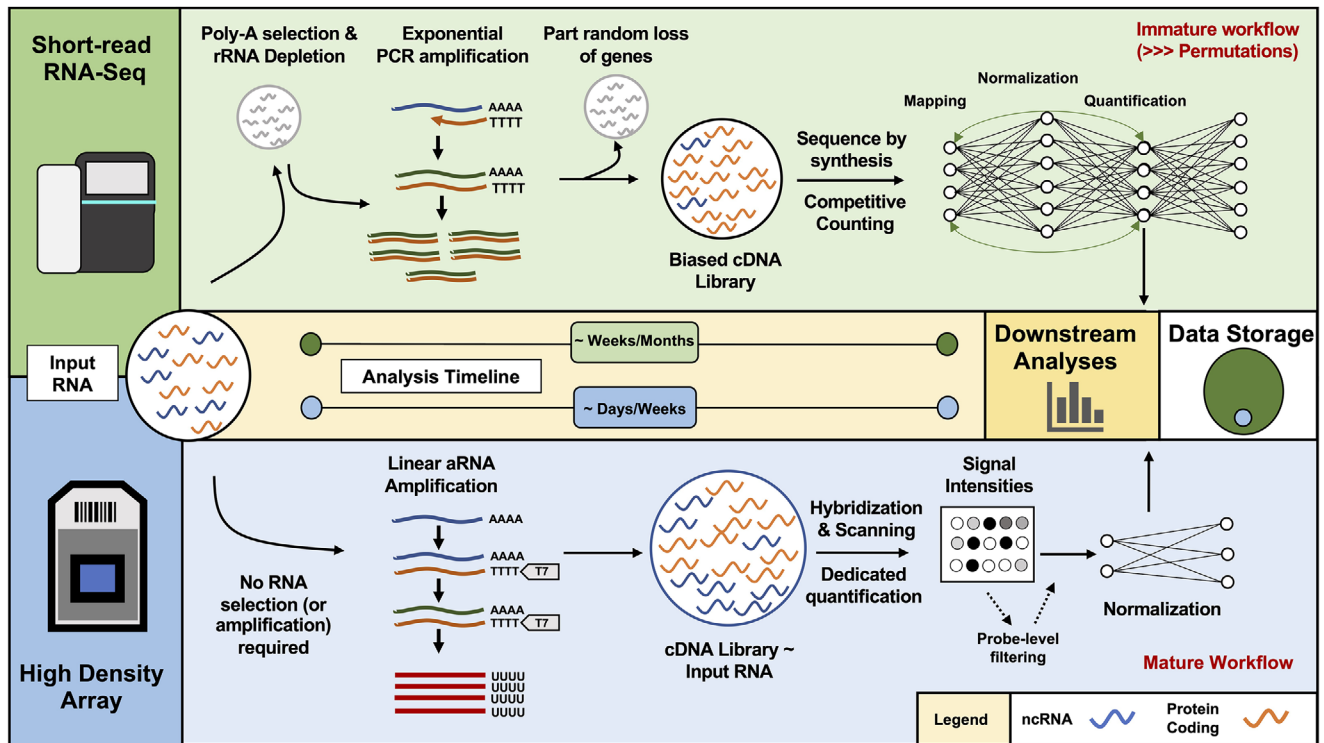 Short-read
RNA-Seq
Poly-A selection &
rRNA Depletion
Exponential
PCR amplification
AAAA
TTTT
AAAA
TTTT
Part random loss
of genes
Biased cDNA
Library
Sequence by
synthesis
Competitive
Counting
Immature workflow
(>>> Permutations)
Normalization
Mapping
Quantification
Input
RNA
~ Weeks/Months
Analysis Timeline
~ Days/Weeks
Downstream
Analyses
Data Storage
High Density
Array
No RNA
selection (or
amplification)
required
Linear aRNA
Amplification
AAAA
AAAA
TTTT T7
AAAA
TTTT T7
UUUU
UUUU
UUUU
UUUU
cDNA Library ~
Input RNA
Hybridization
& Scanning
Dedicated
quantification
Signal
Intensities
Probe-level
filtering
Normalization
Mature Workflow
Legend
ncRNA
Protein
Coding